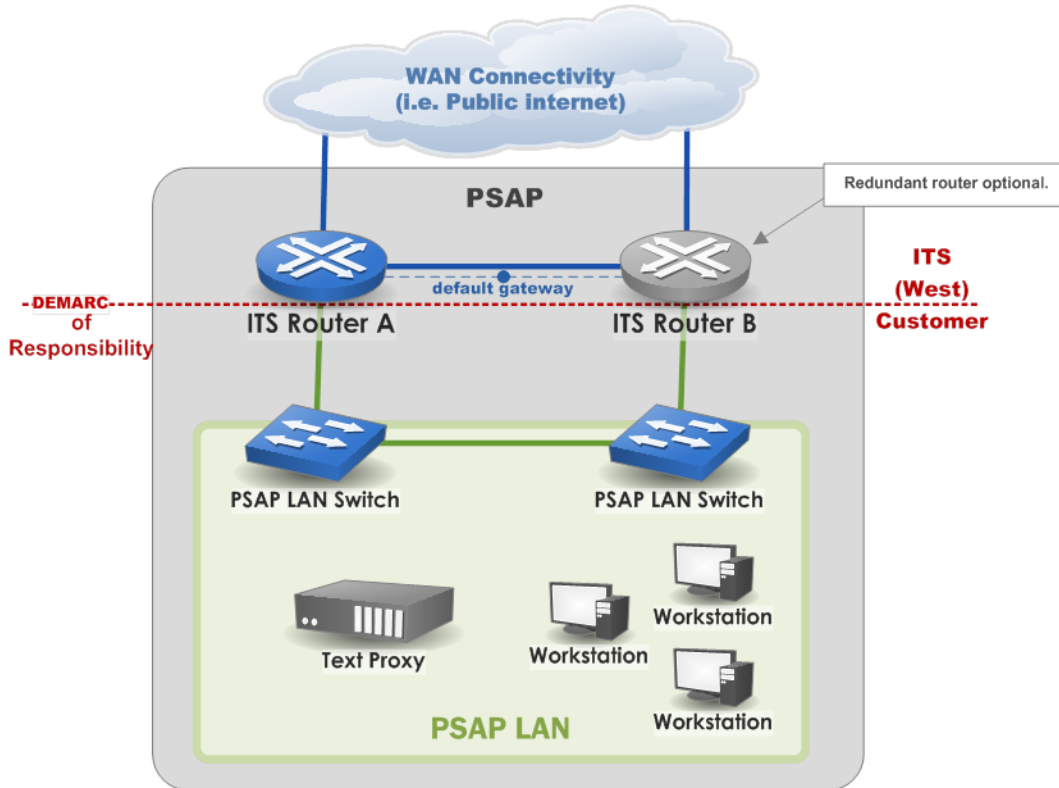 WAN Connectivity
(i.e. Public internet)
PSAP
Redundant router optional.
default gateway
ITS
(West)
DEMARC
of
Responsibility
ITS Router A
ITS Router B
Customer
PSAP LAN Switch
PSAP LAN Switch
Text Proxy
Workstation
Workstation
Workstation
PSAP LAN